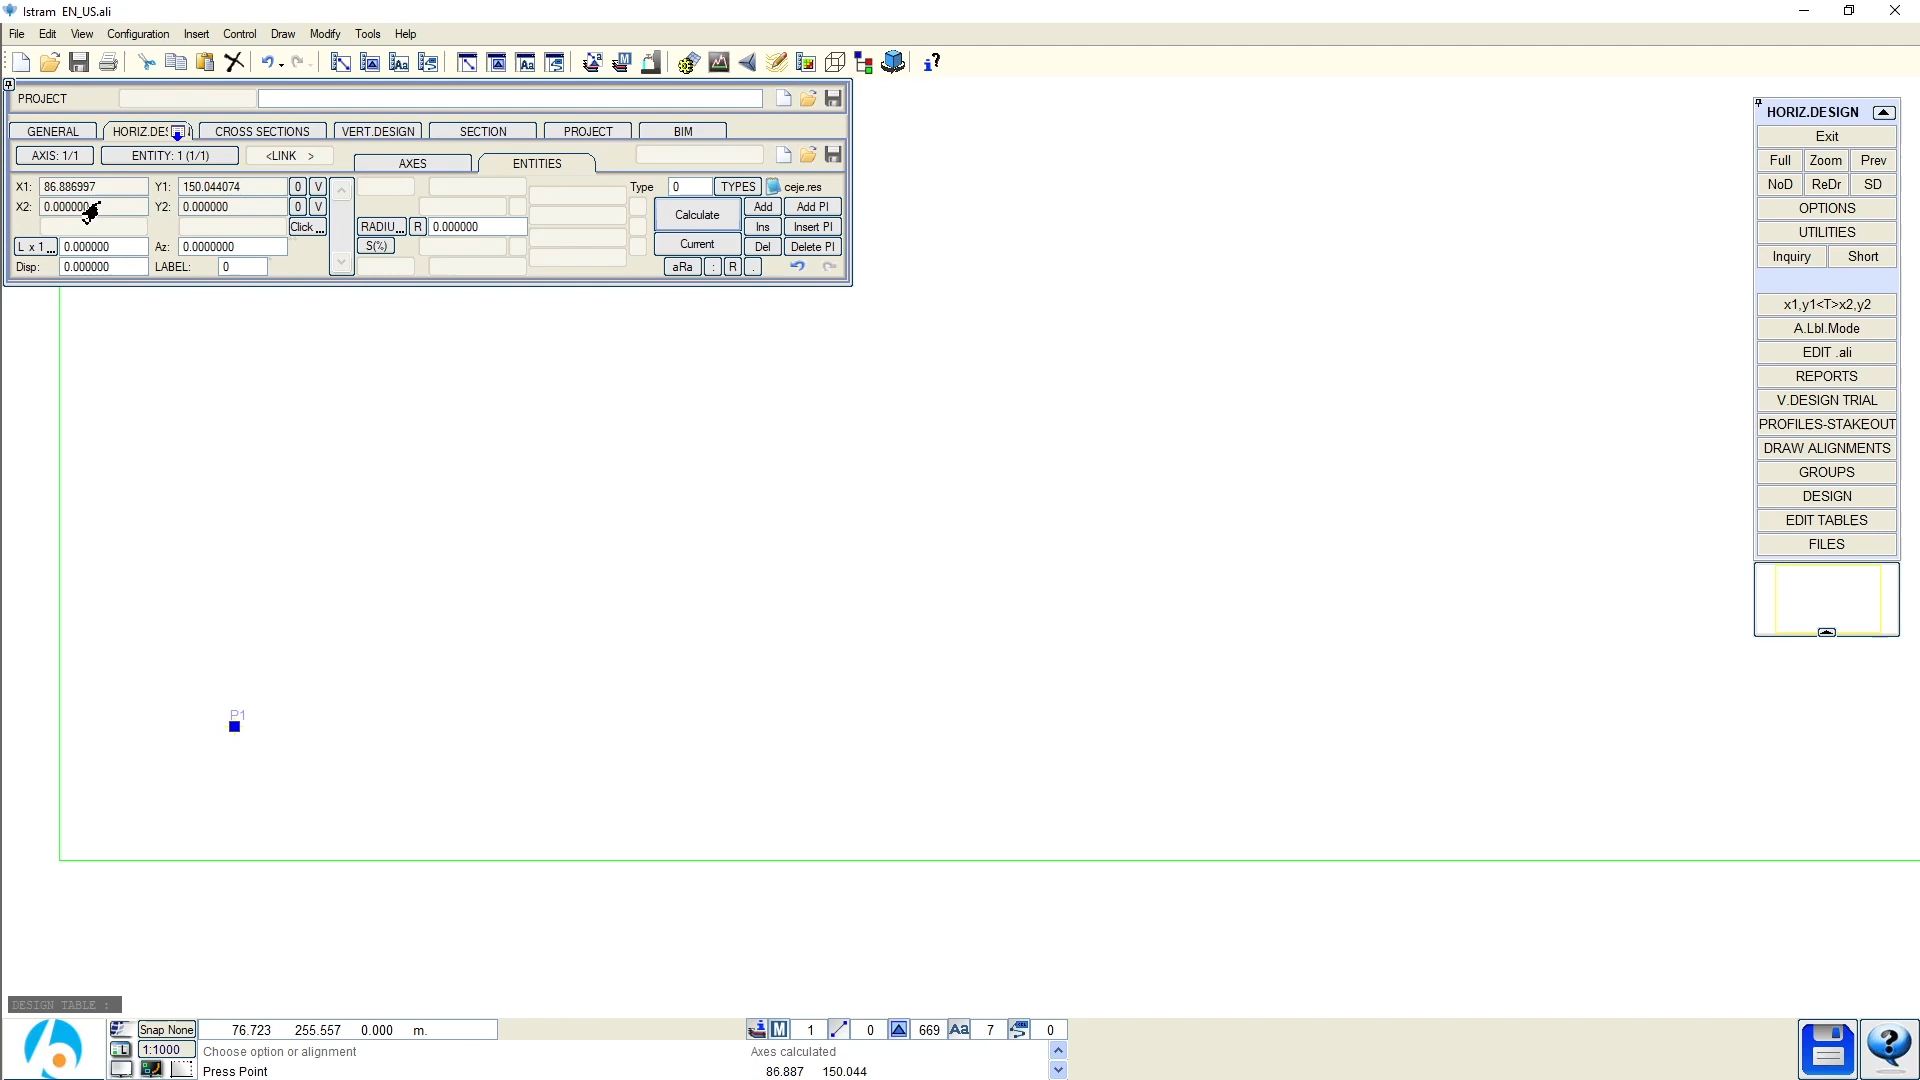 Istram EN_US.ali
File Edit View Configuration Insert Control Draw Modify Tools Help
PROJECT
GENERAL HORIZ.DES CROSS SECTIONS VERT.DESIGN SECTION PROJECT BIM
AXIS: 1/1 ENTITY: 1 (1/1) <LINK > AXES ENTITIES
X1: 86.886997 Y1: 150.044074 0 V Type 0 TYPES ceje.res
X2: 0.000000 Y2: 0.000000 0 V Calculate Add Add PI
Click ... RADIU... R 0.000000 Ins Insert PI
L x 1 ... 0.000000 Az: 0.0000000 S(%) Current Del Delete PI
Disp: 0.000000 LABEL: 0 aRa : R .
HORIZ.DESIGN
Exit
Full Zoom Prev
NoD ReDr SD
OPTIONS
UTILITIES
Inquiry Short
x1,y1<T>x2,y2
A.Lbl.Mode
EDIT .ali
REPORTS
V.DESIGN TRIAL
PROFILES-STAKEOUT
DRAW ALIGNMENTS
GROUPS
DESIGN
EDIT TABLES
FILES
P1
DESIGN TABLE :
Snap None 76.723 255.557 0.000 m. M 1 0 669 Aa 7 0
L 1:1000 Choose option or alignment Axes calculated
Press Point 86.887 150.044